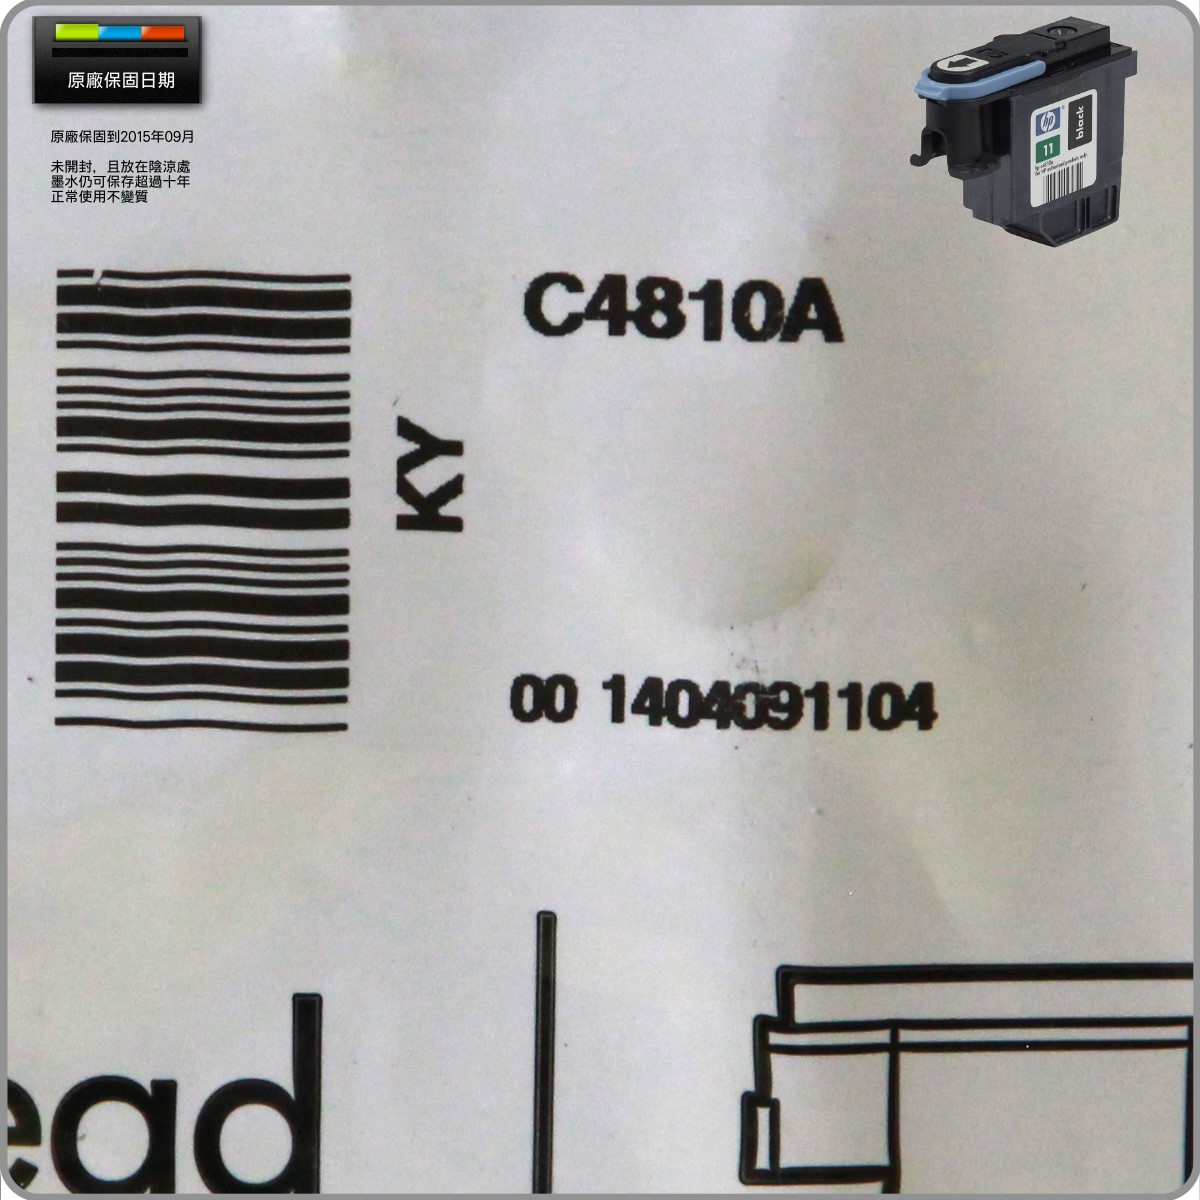 原廠保固日期
原廠保固到2015年09月
未開封，且放在陰涼處
墨水仍可保存超過十年
正常使用不變質
hp
11
black
C4810A
KY
00 1404091104
ead